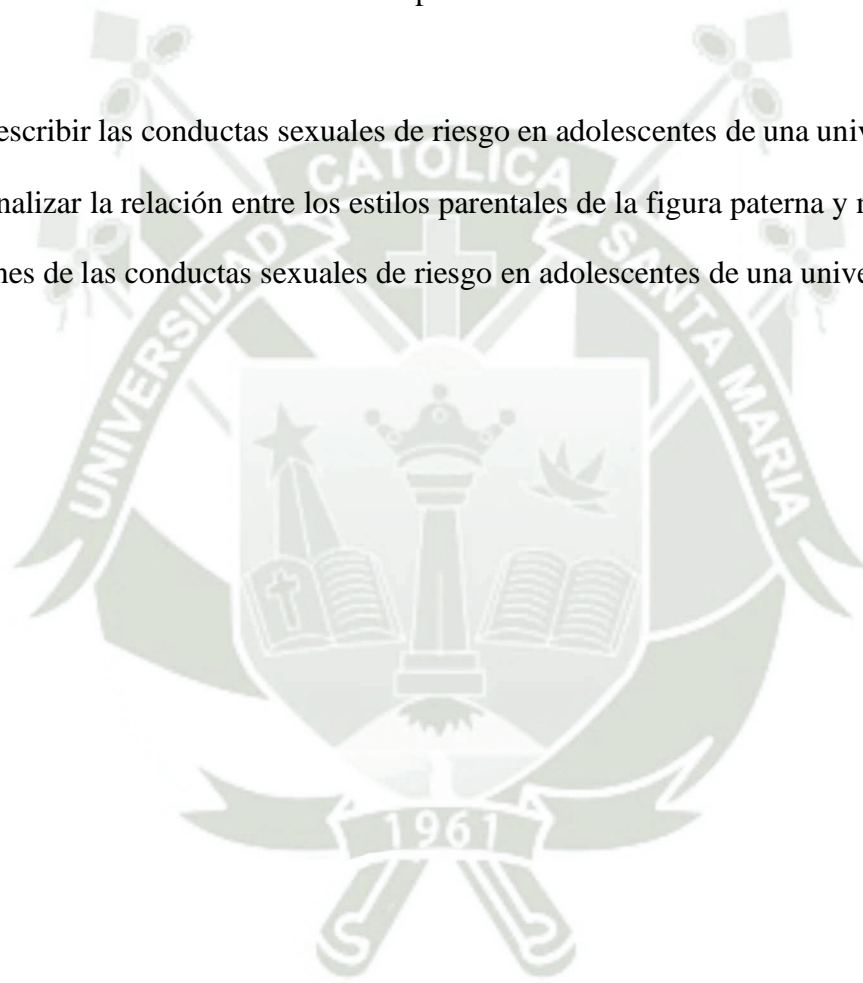 escribir las conductas sexuales de riesgo en adolescentes de una univ
nalizar la relación entre los estilos parentales de la figura paterna y
nes de las conductas sexuales de riesgo en adolescentes de una unive
UNIVERSIDAD CATOLICA SANTA MARIA
1961